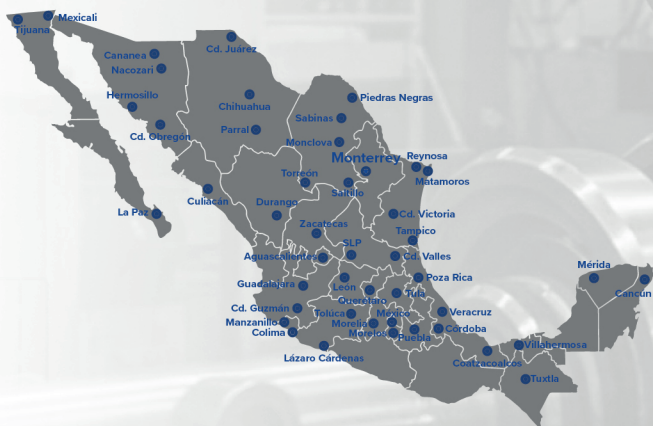 Mexicali
Tijuana
Cd. Juárez
Cananea
Nacozari
Hermosillo
Chihuahua
Piedras Negras
Sabinas
Cd. Obregón
Parral
Monclova
Monterrey
Reynosa
Torreón
Saltillo
Matamoros
Culiacán
Durango
La Paz
Cd. Victoria
Zacatecas
Tampico
SLP
Aguascalientes
Cd. Valles
Mérida
Poza Rica
Guadalajara
León
Tula
Cancún
Querétaro
Cd. Guzmán
Tolúca
México
Veracruz
Manzanillo
Morelia
Colima
Morelos
Puebla
Córdoba
Villahermosa
Lázaro Cárdenas
Coatzacoalcos
Tuxtla